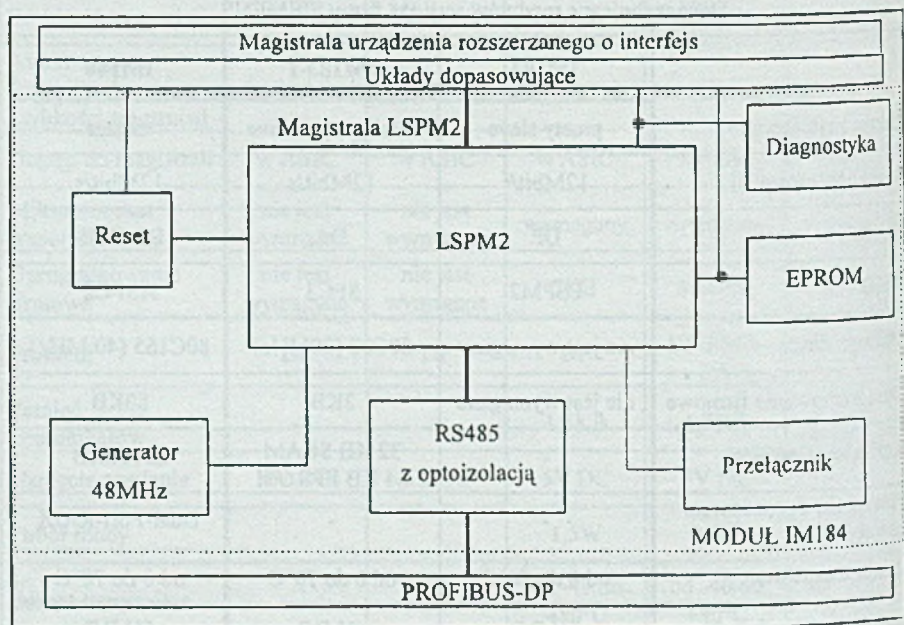 Magistrala urządzenia rozszerzanego o interfejs
Układy dopasowujące
Magistrala LSPM2
Diagnostyka
Reset
LSPM2
EPROM
Generator
48MHz
RS485
z optoizolacją
Przełącznik
MODUŁ IM184
PROFIBUS-DP